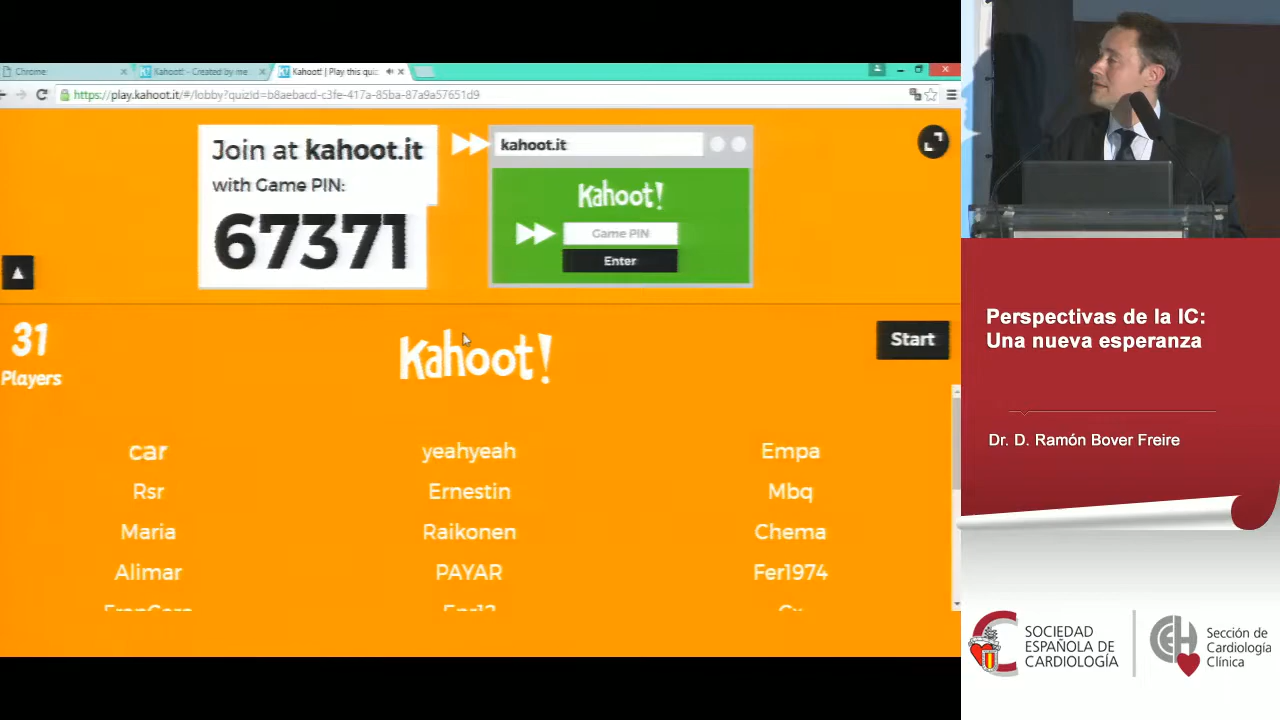 Chrome
Kahoot! - Created by me
Kahoot! | Play this quiz
https://play.kahoot.it/#/lobby?quizId=b8aebacd-c3fe-417a-85ba-87a9a57651d9
Join at kahoot.it
with Game PIN:
67371
kahoot.it
Kahoot!
Game PIN
Enter
31
Players
Kahoot!
Start
car
yeahyeah
Empa
Rsr
Ernestin
Mbq
Maria
Raikonen
Chema
Alimar
PAYAR
Fer1974
Perspectivas de la IC:
Una nueva esperanza
Dr. D. Ramón Bover Freire
SOCIEDAD
ESPAÑOLA DE
CARDIOLOGÍA
Sección de
Cardiología
Clínica